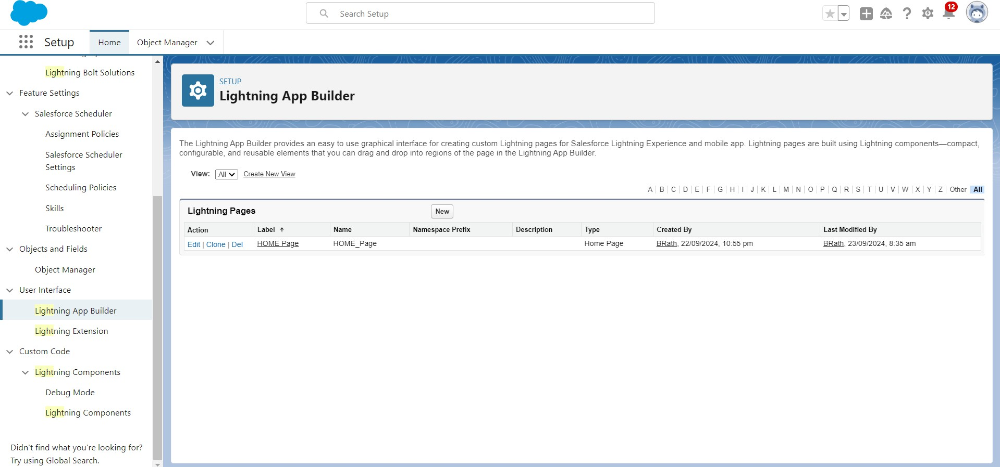 Search Setup
12
Setup
Home
Object Manager
Lightning Bolt Solutions
Feature Settings
Salesforce Scheduler
Assignment Policies
Salesforce Scheduler
Settings
Scheduling Policies
Skills
Troubleshooter
Objects and Fields
Object Manager
User Interface
Lightning App Builder
Lightning Extension
Custom Code
Lightning Components
Debug Mode
Lightning Components
Didn't find what you're looking for?
Try using Global Search.
SETUP
Lightning App Builder
The Lightning App Builder provides an easy to use graphical interface for creating custom Lightning pages for Salesforce Lightning Experience and mobile app. Lightning pages are built using Lightning components—compact,
configurable, and reusable elements that you can drag and drop into regions of the page in the Lightning App Builder.
View: All Create New View
A | B | C | D | E | F | G | H | I | J | K | L | M | N | O | P | Q | R | S | T | U | V | W | X | Y | Z | Other All
Lightning Pages New
Action Label Name Namespace Prefix Description Type Created By Last Modified By
Edit | Clone | Del HOME Page HOME_Page Home Page BRath, 22/09/2024, 10:55 pm BRath, 23/09/2024, 8:35 am